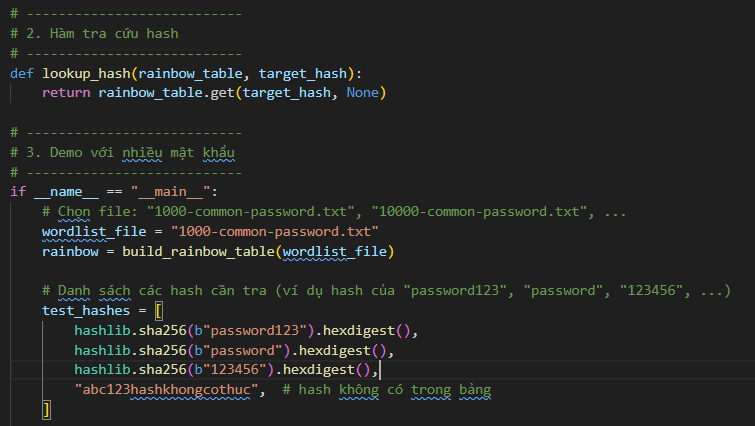 # ---------------------------
# 2. Hàm tra cứu hash
# ---------------------------
def lookup_hash(rainbow_table, target_hash):
    return rainbow_table.get(target_hash, None)

# ---------------------------
# 3. Demo với nhiều mật khẩu
# ---------------------------
if __name__ == "__main__":
    # Chọn file: "1000-common-password.txt", "10000-common-password.txt", ...
    wordlist_file = "1000-common-password.txt"
    rainbow = build_rainbow_table(wordlist_file)

    # Danh sách các hash cần tra (ví dụ hash của "password123", "password", "123456", ...)
    test_hashes = [
        hashlib.sha256(b"password123").hexdigest(),
        hashlib.sha256(b"password").hexdigest(),
        hashlib.sha256(b"123456").hexdigest(),
        "abc123hashkhongcothuc",  # hash không có trong bảng
    ]